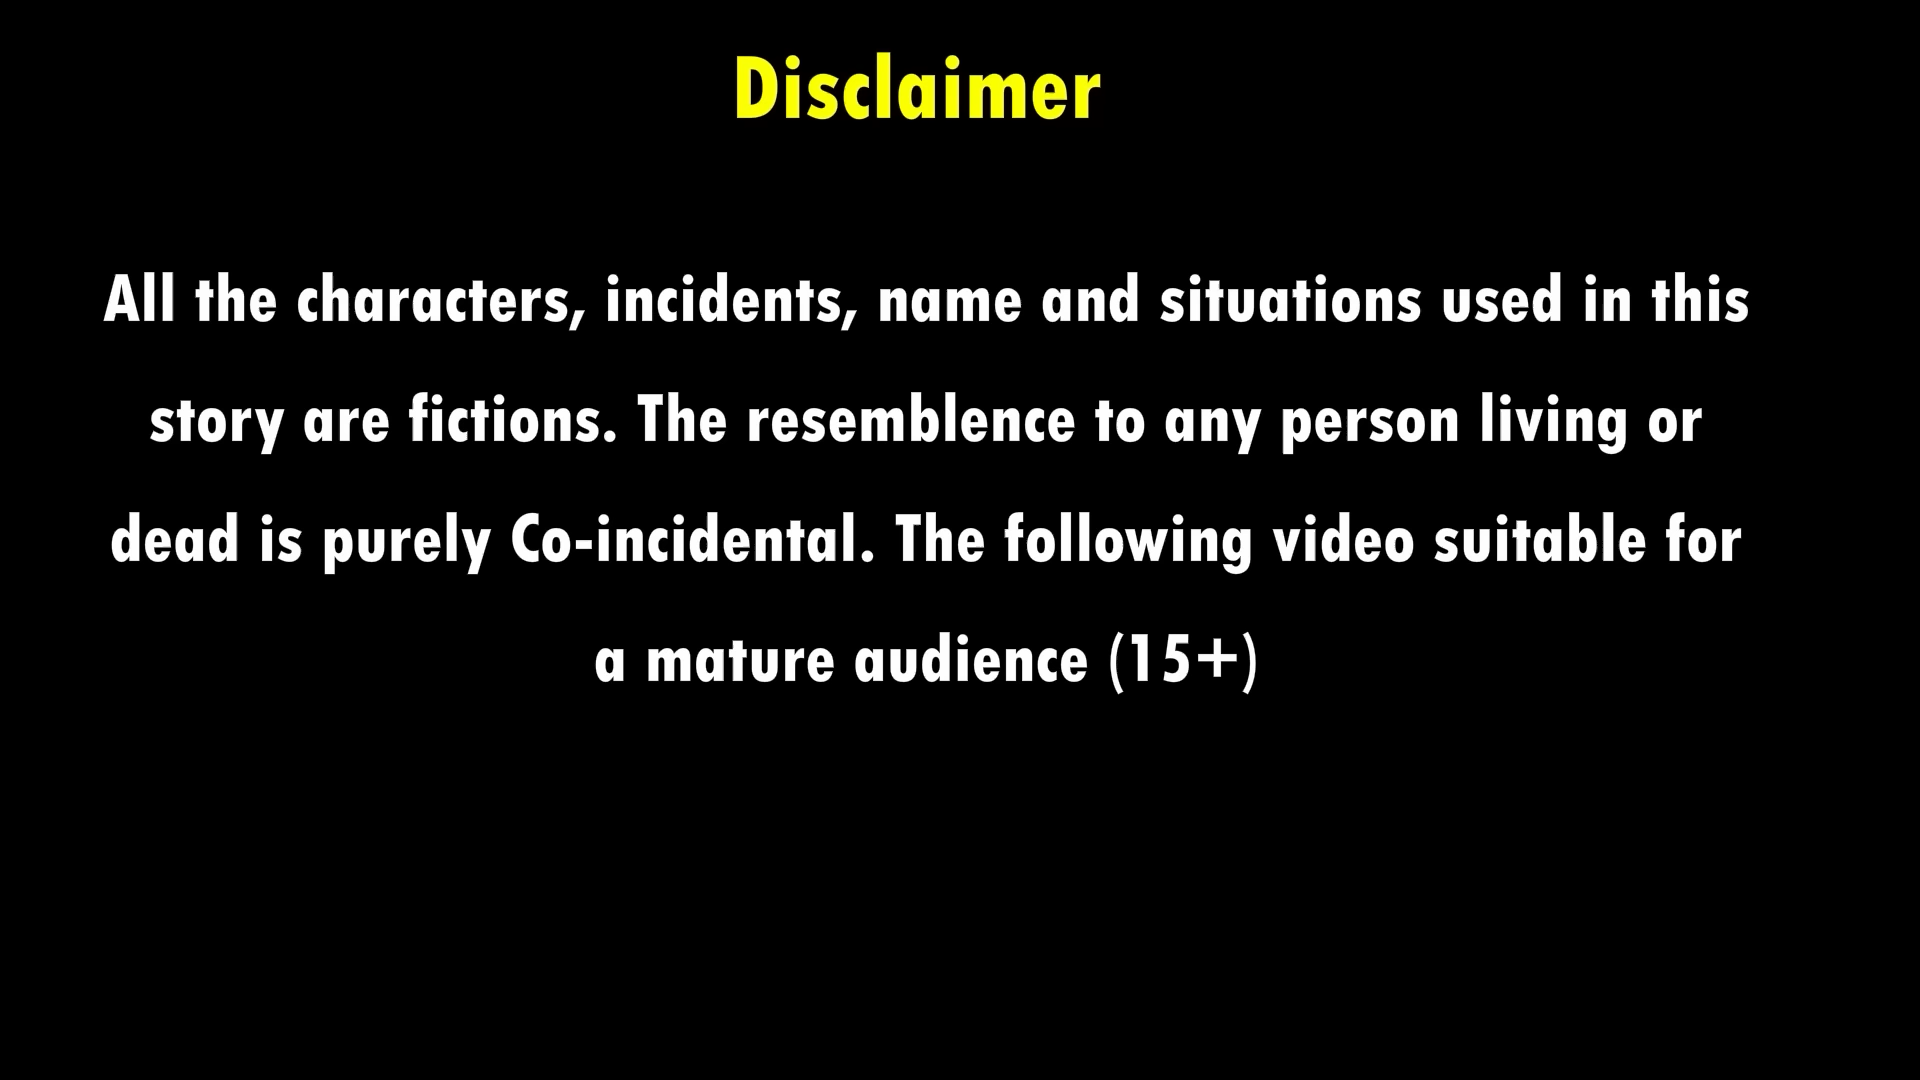 Disclaimer
All the characters, incidents, name and situations used in this
story are fictions. The resemblence to any person living or
dead is purely Co-incidental. The following video suitable for
a mature audience (15+)